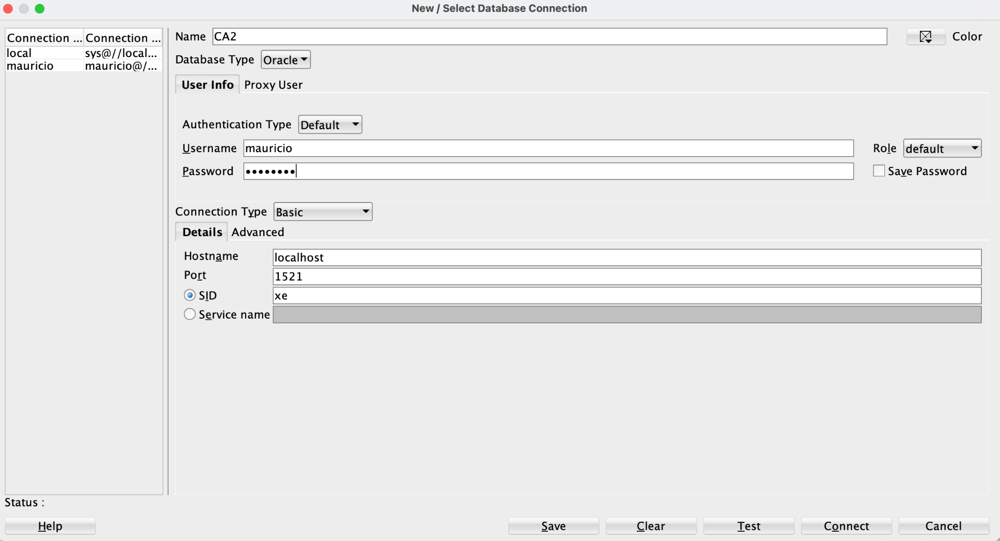 New / Select Database Connection
Connection ... Connection ...
local sys@//local...
mauricio mauricio@/...
Name CA2 Color
Database Type Oracle
User Info Proxy User
Authentication Type Default
Username mauricio Role default
Password •••••••• Save Password
Connection Type Basic
Details Advanced
Hostname localhost
Port 1521
SID xe
Service name
Status :
Help Save Clear Test Connect Cancel